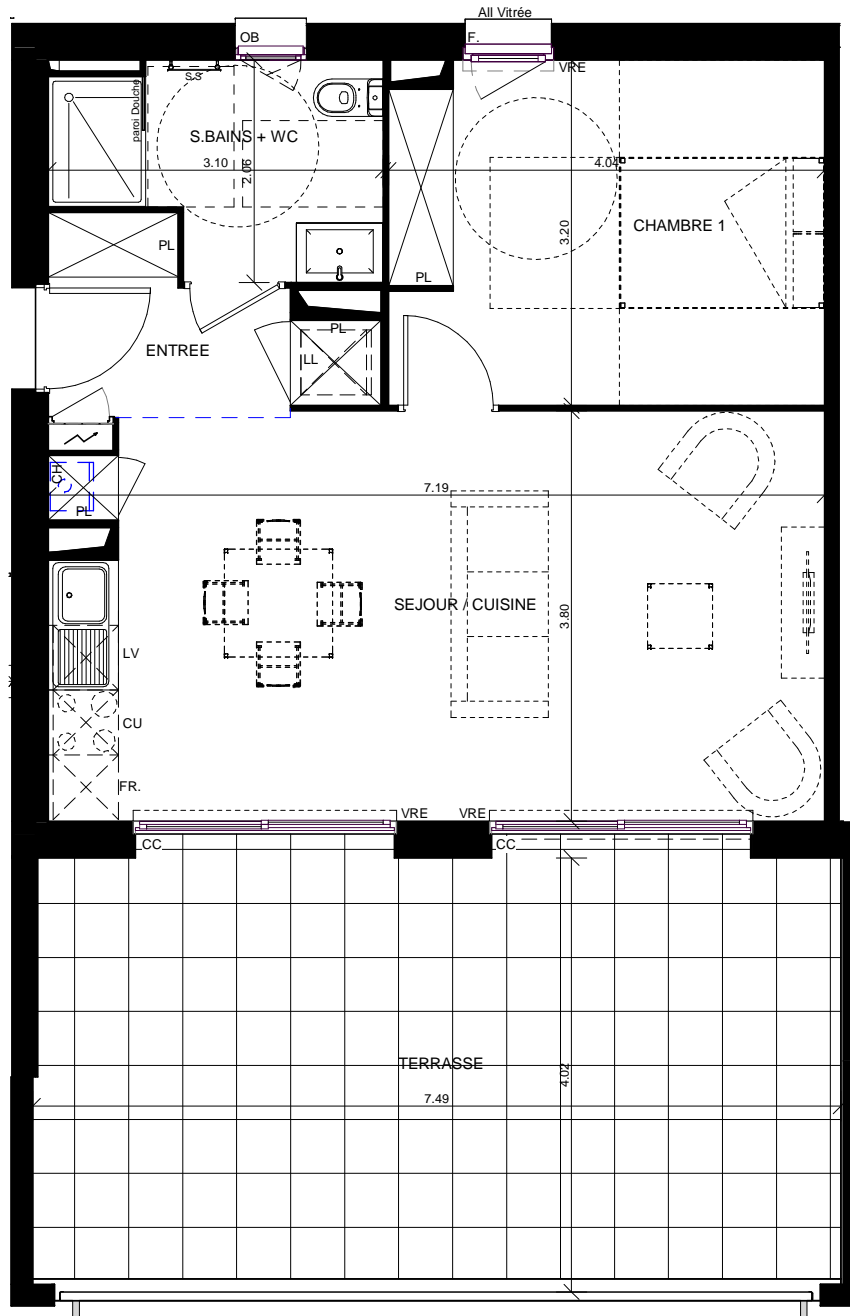 All Vitrée
OB
F.
VRE
S.S
paroi Douche
S.BAINS + WC
3.10
2.06
4.04
CHAMBRE 1
3.20
PL
PL
PL
LL
ENTREE
CH
PL
7.19
SEJOUR / CUISINE
3.80
LV
CU
FR.
VRE
VRE
CC
CC
TERRASSE
4.02
7.49